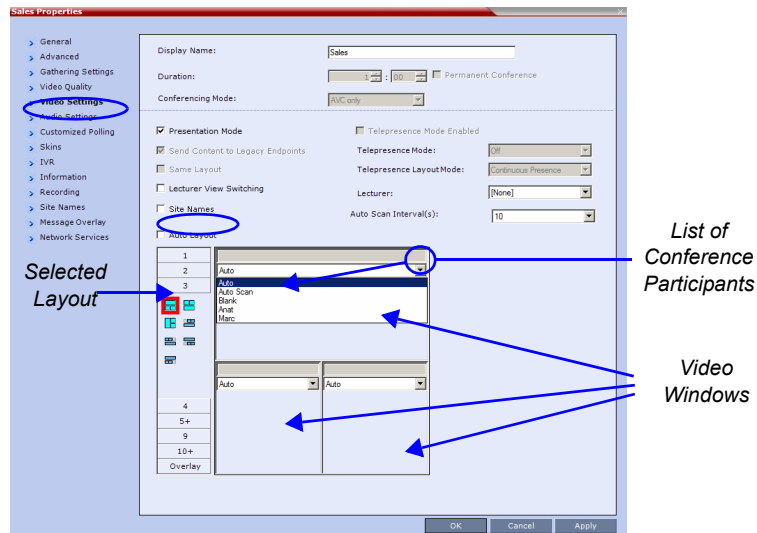 Sales Properties
General
Advanced
Gathering Settings
Video Quality
Video Settings
Audio Settings
Customized Polling
Skins
IVR
Information
Recording
Site Names
Message Overlay
Network Services
Display Name:
Sales
Duration:
1 : 00
Permanent Conference
Conferencing Mode:
AVC only
Presentation Mode
Telepresence Mode Enabled
Send Content to Legacy Endpoints
Telepresence Mode:
Off
Same Layout
Telepresence Layout Mode:
Continuous Presence
Lecturer View Switching
Lecturer:
[None]
Site Names
Auto Scan Interval(s):
10
Auto Layout
1
2
3
Auto
Auto
Auto Scan
Blank
Anat
Marc
Auto
Auto
4
5+
9
10+
Overlay
OK
Cancel
Apply
Selected
Layout
List of
Conference
Participants
Video
Windows